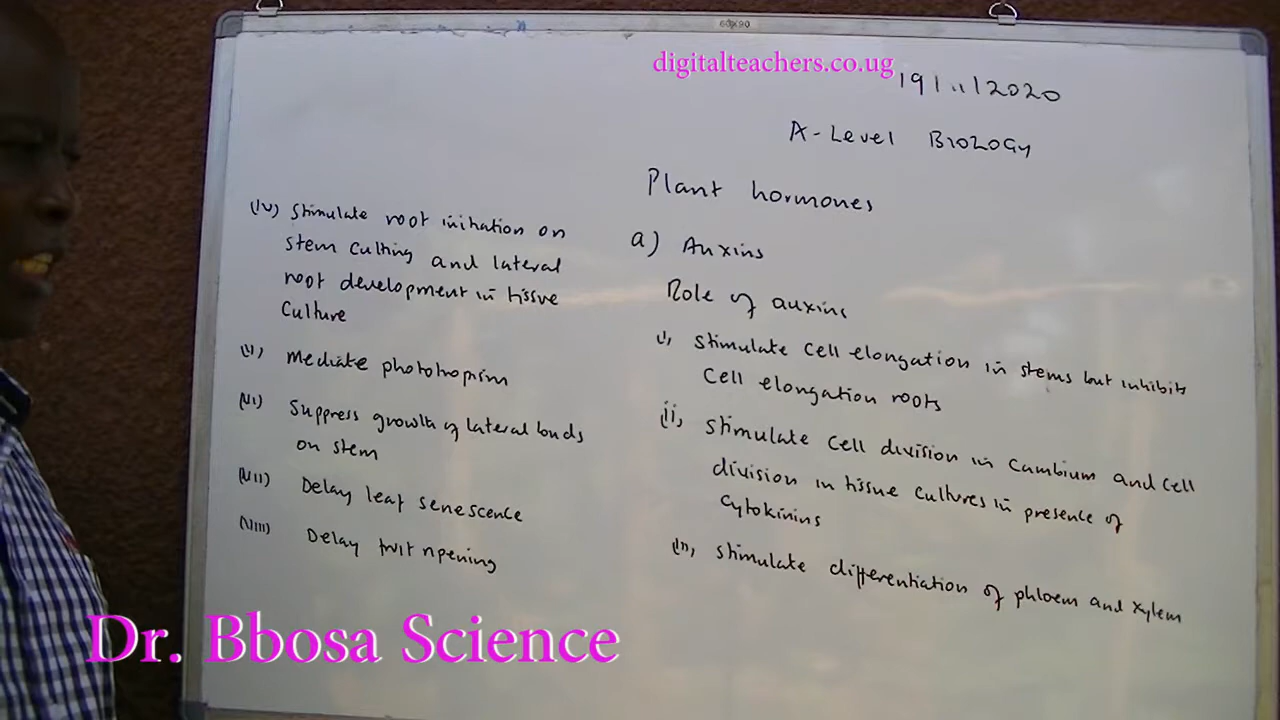 digitalteachers.co.ug
19/11/2020
A-Level BIOLOGY
Plant hormones
a) Auxins
Role of auxins
i, stimulate cell elongation in stems but inhibits
cell elongation roots
(ii, stimulate cell division in cambium and cell
division in tissue cultures in presence of
cytokinins
(iii, stimulate differentiation of phloem and xylem
(iv) stimulate root initation on
stem cutting and lateral
root development in tissue
culture
(v) mediate phototropism
(vi) suppress growth of lateral buds
on stem
(vii) Delay leaf senescence
(viii) Delay fruit ripening
Dr. Bbosa Science